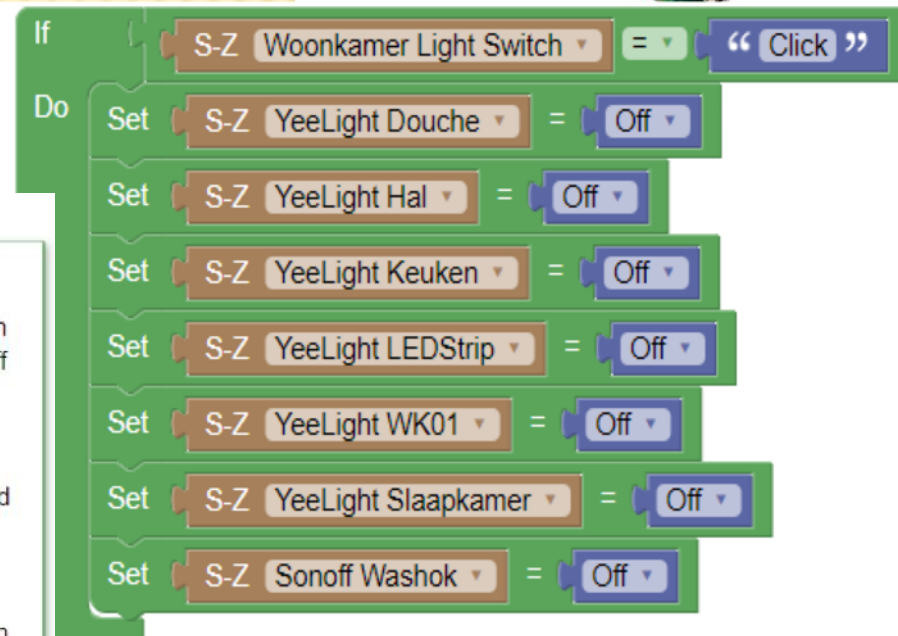 If S-Z Woonkamer Light Switch = “ Click ”
Do Set S-Z YeeLight Douche = Off
Set S-Z YeeLight Hal = Off
Set S-Z YeeLight Keuken = Off
Set S-Z YeeLight LEDStrip = Off
Set S-Z YeeLight WK01 = Off
Set S-Z YeeLight Slaapkamer = Off
Set S-Z Sonoff Washok = Off